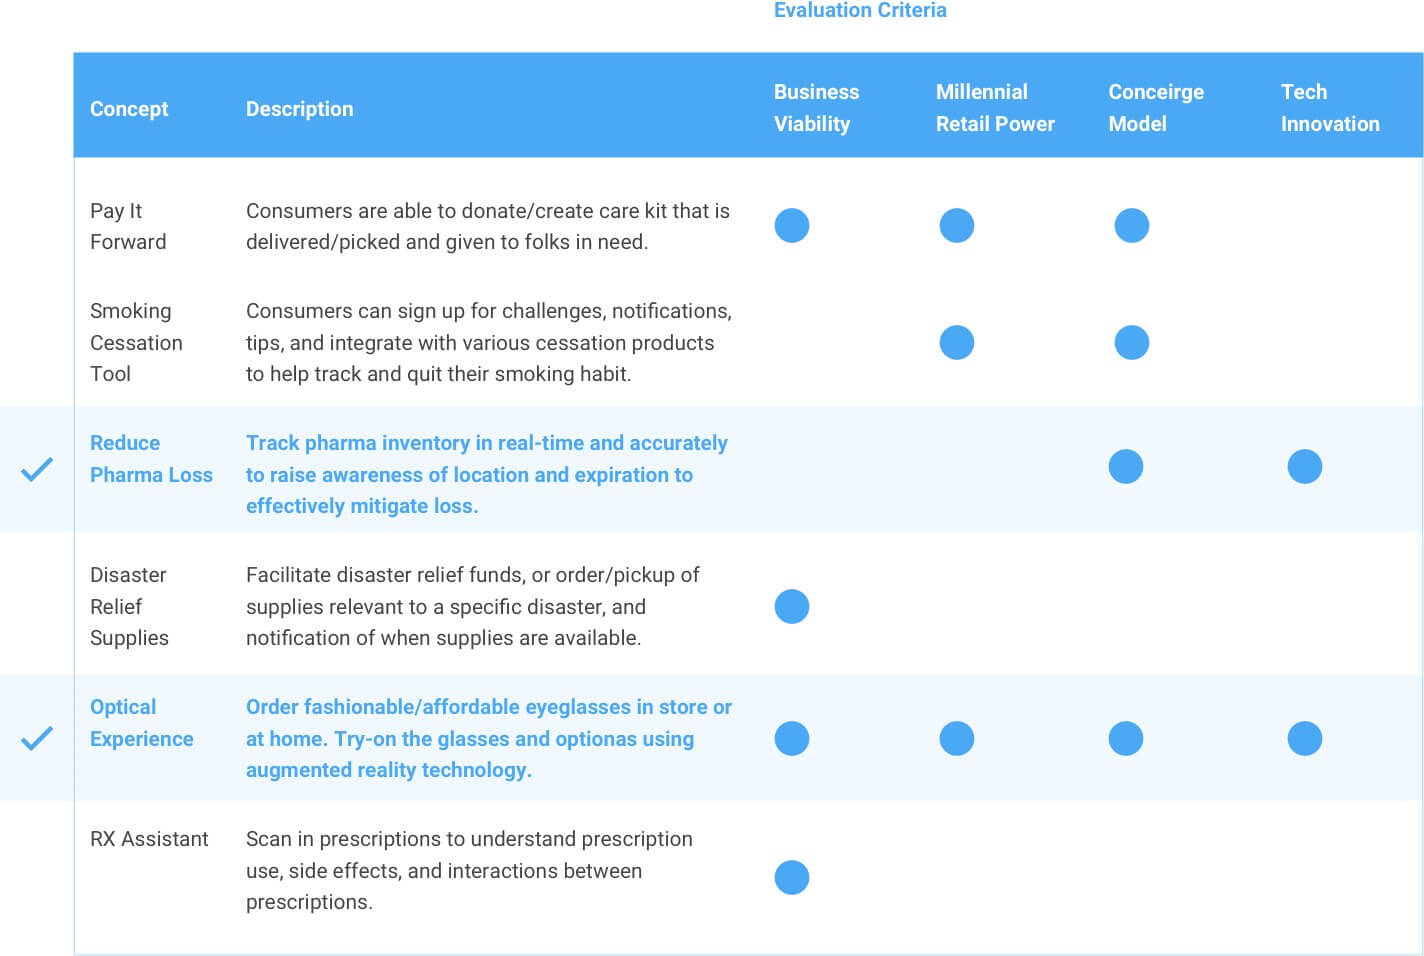 Evaluation Criteria
Concept
Description
Business
Viability
Millennial
Retail Power
Conceirge
Model
Tech
Innovation
Pay It
Forward
Consumers are able to donate/create care kit that is
delivered/picked and given to folks in need.
Smoking
Cessation
Tool
Consumers can sign up for challenges, notifications,
tips, and integrate with various cessation products
to help track and quit their smoking habit.
Reduce
Pharma Loss
Track pharma inventory in real-time and accurately
to raise awareness of location and expiration to
effectively mitigate loss.
Disaster
Relief
Supplies
Facilitate disaster relief funds, or order/pickup of
supplies relevant to a specific disaster, and
notification of when supplies are available.
Optical
Experience
Order fashionable/affordable eyeglasses in store or
at home. Try-on the glasses and optionas using
augmented reality technology.
RX Assistant
Scan in prescriptions to understand prescription
use, side effects, and interactions between
prescriptions.